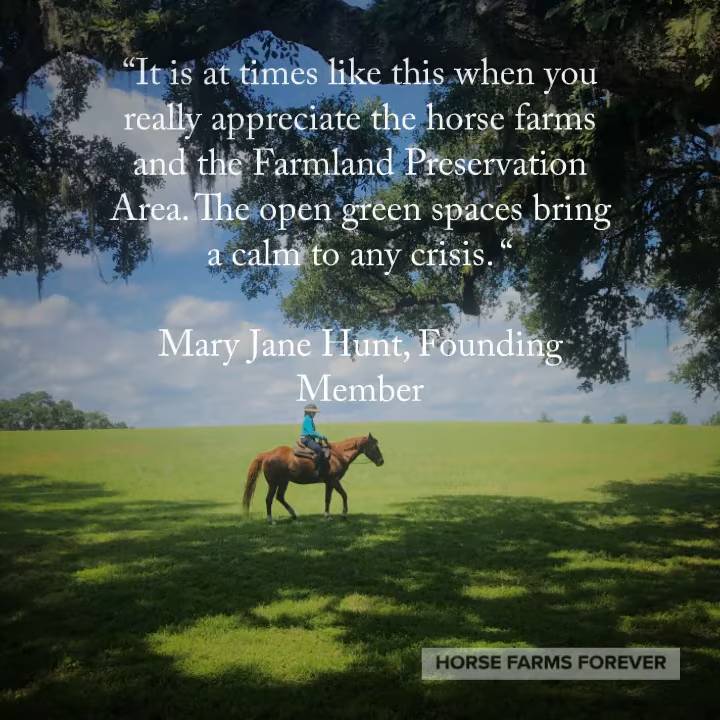 “It is at times like this when you
really appreciate the horse farms
and the Farmland Preservation
Area. The open green spaces bring
a calm to any crisis. “
Mary Jane Hunt, Founding
Member
HORSE FARMS FOREVER